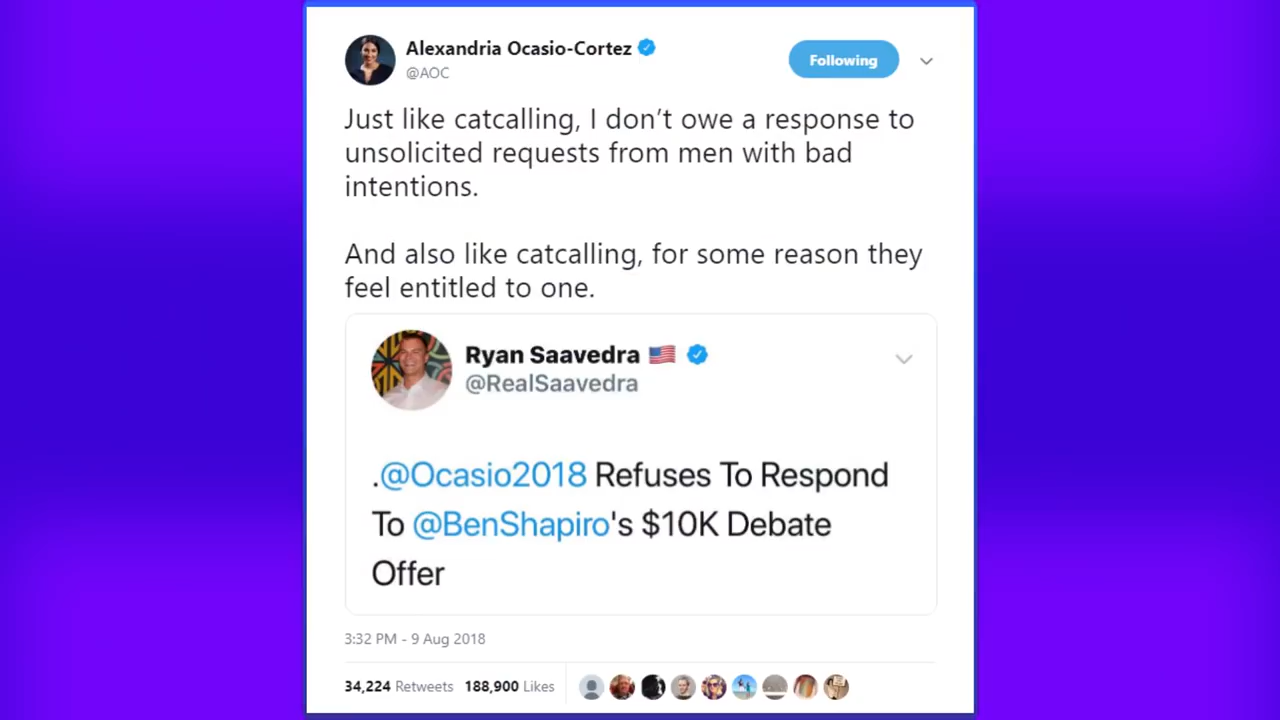 Alexandria Ocasio-Cortez
@AOC
Following
Just like catcalling, I don’t owe a response to
unsolicited requests from men with bad
intentions.
And also like catcalling, for some reason they
feel entitled to one.
Ryan Saavedra
@RealSaavedra
.@Ocasio2018 Refuses To Respond
To @BenShapiro's $10K Debate
Offer
3:32 PM - 9 Aug 2018
34,224 Retweets 188,900 Likes